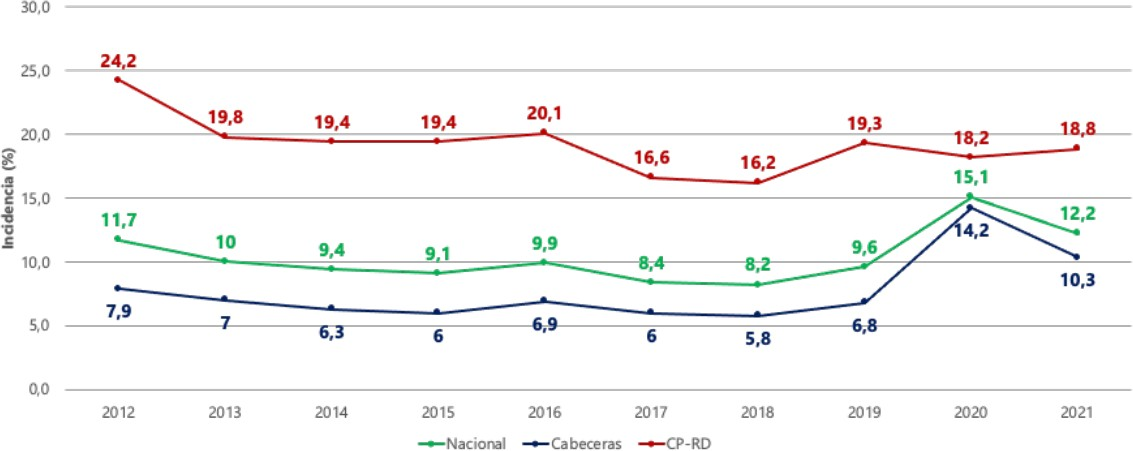 30,0
25,0
20,0
15,0
10,0
5,0
0,0
Incidencia (%)
24,2 19,8 19,4 19,4 20,1 16,6 16,2 19,3 18,2 18,8
11,7 10 9,4 9,1 9,9 8,4 8,2 9,6 15,1 12,2
7,9 7 6,3 6 6,9 6 5,8 6,8 14,2 10,3
2012 2013 2014 2015 2016 2017 2018 2019 2020 2021
Nacional Cabeceras CP-RD